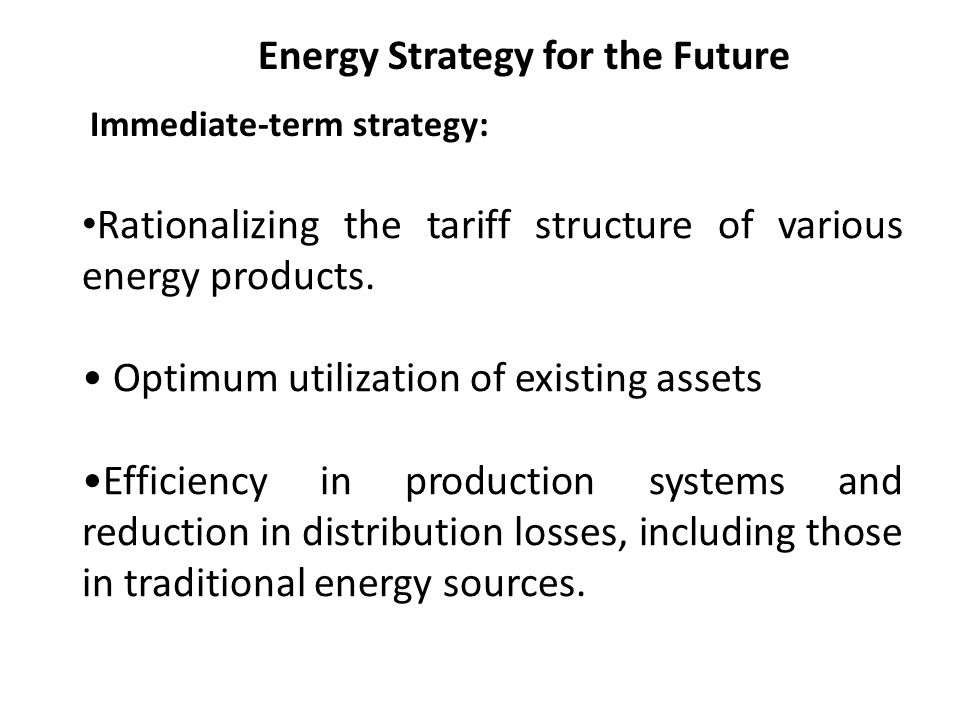 Energy Strategy for the Future
Immediate-term strategy:
•Rationalizing the tariff structure of various
energy products.
• Optimum utilization of existing assets
•Efficiency in production systems and
reduction in distribution losses, including those
in traditional energy sources.